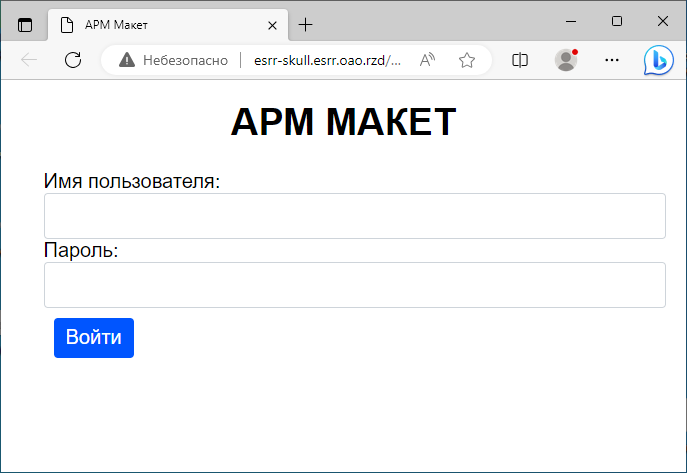 АРМ Макет
Небезопасно
esrr-skull.esrr.oao.rzd/...
АРМ МАКЕТ
Имя пользователя:
Пароль:
Войти